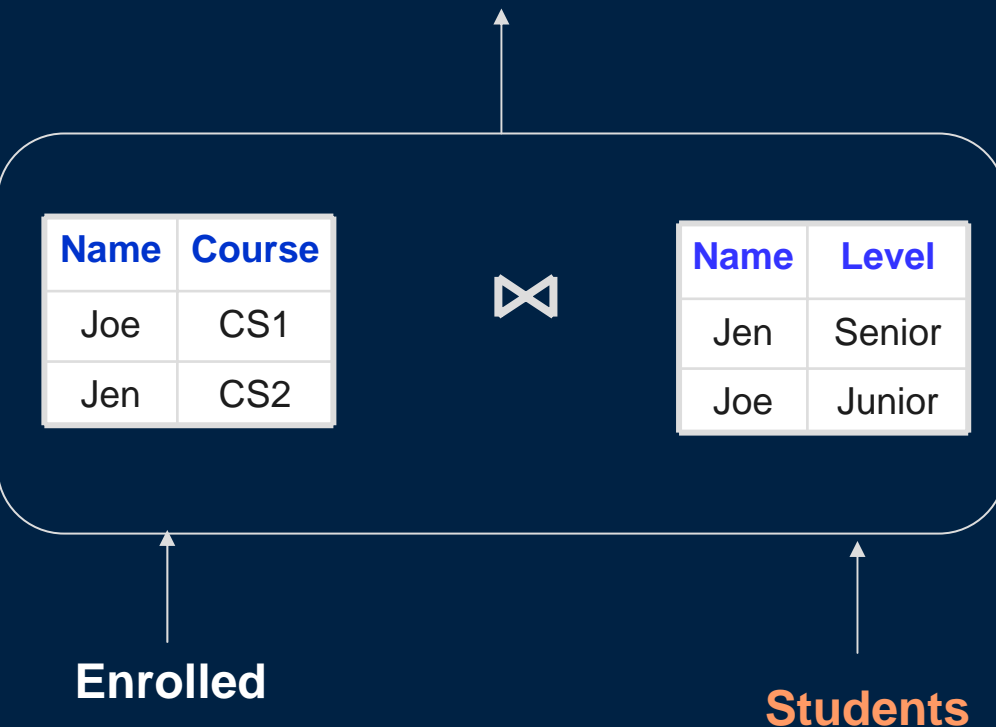 Name Course
Joe CS1
Jen CS2
⋈
Name Level
Jen Senior
Joe Junior
Enrolled
Students